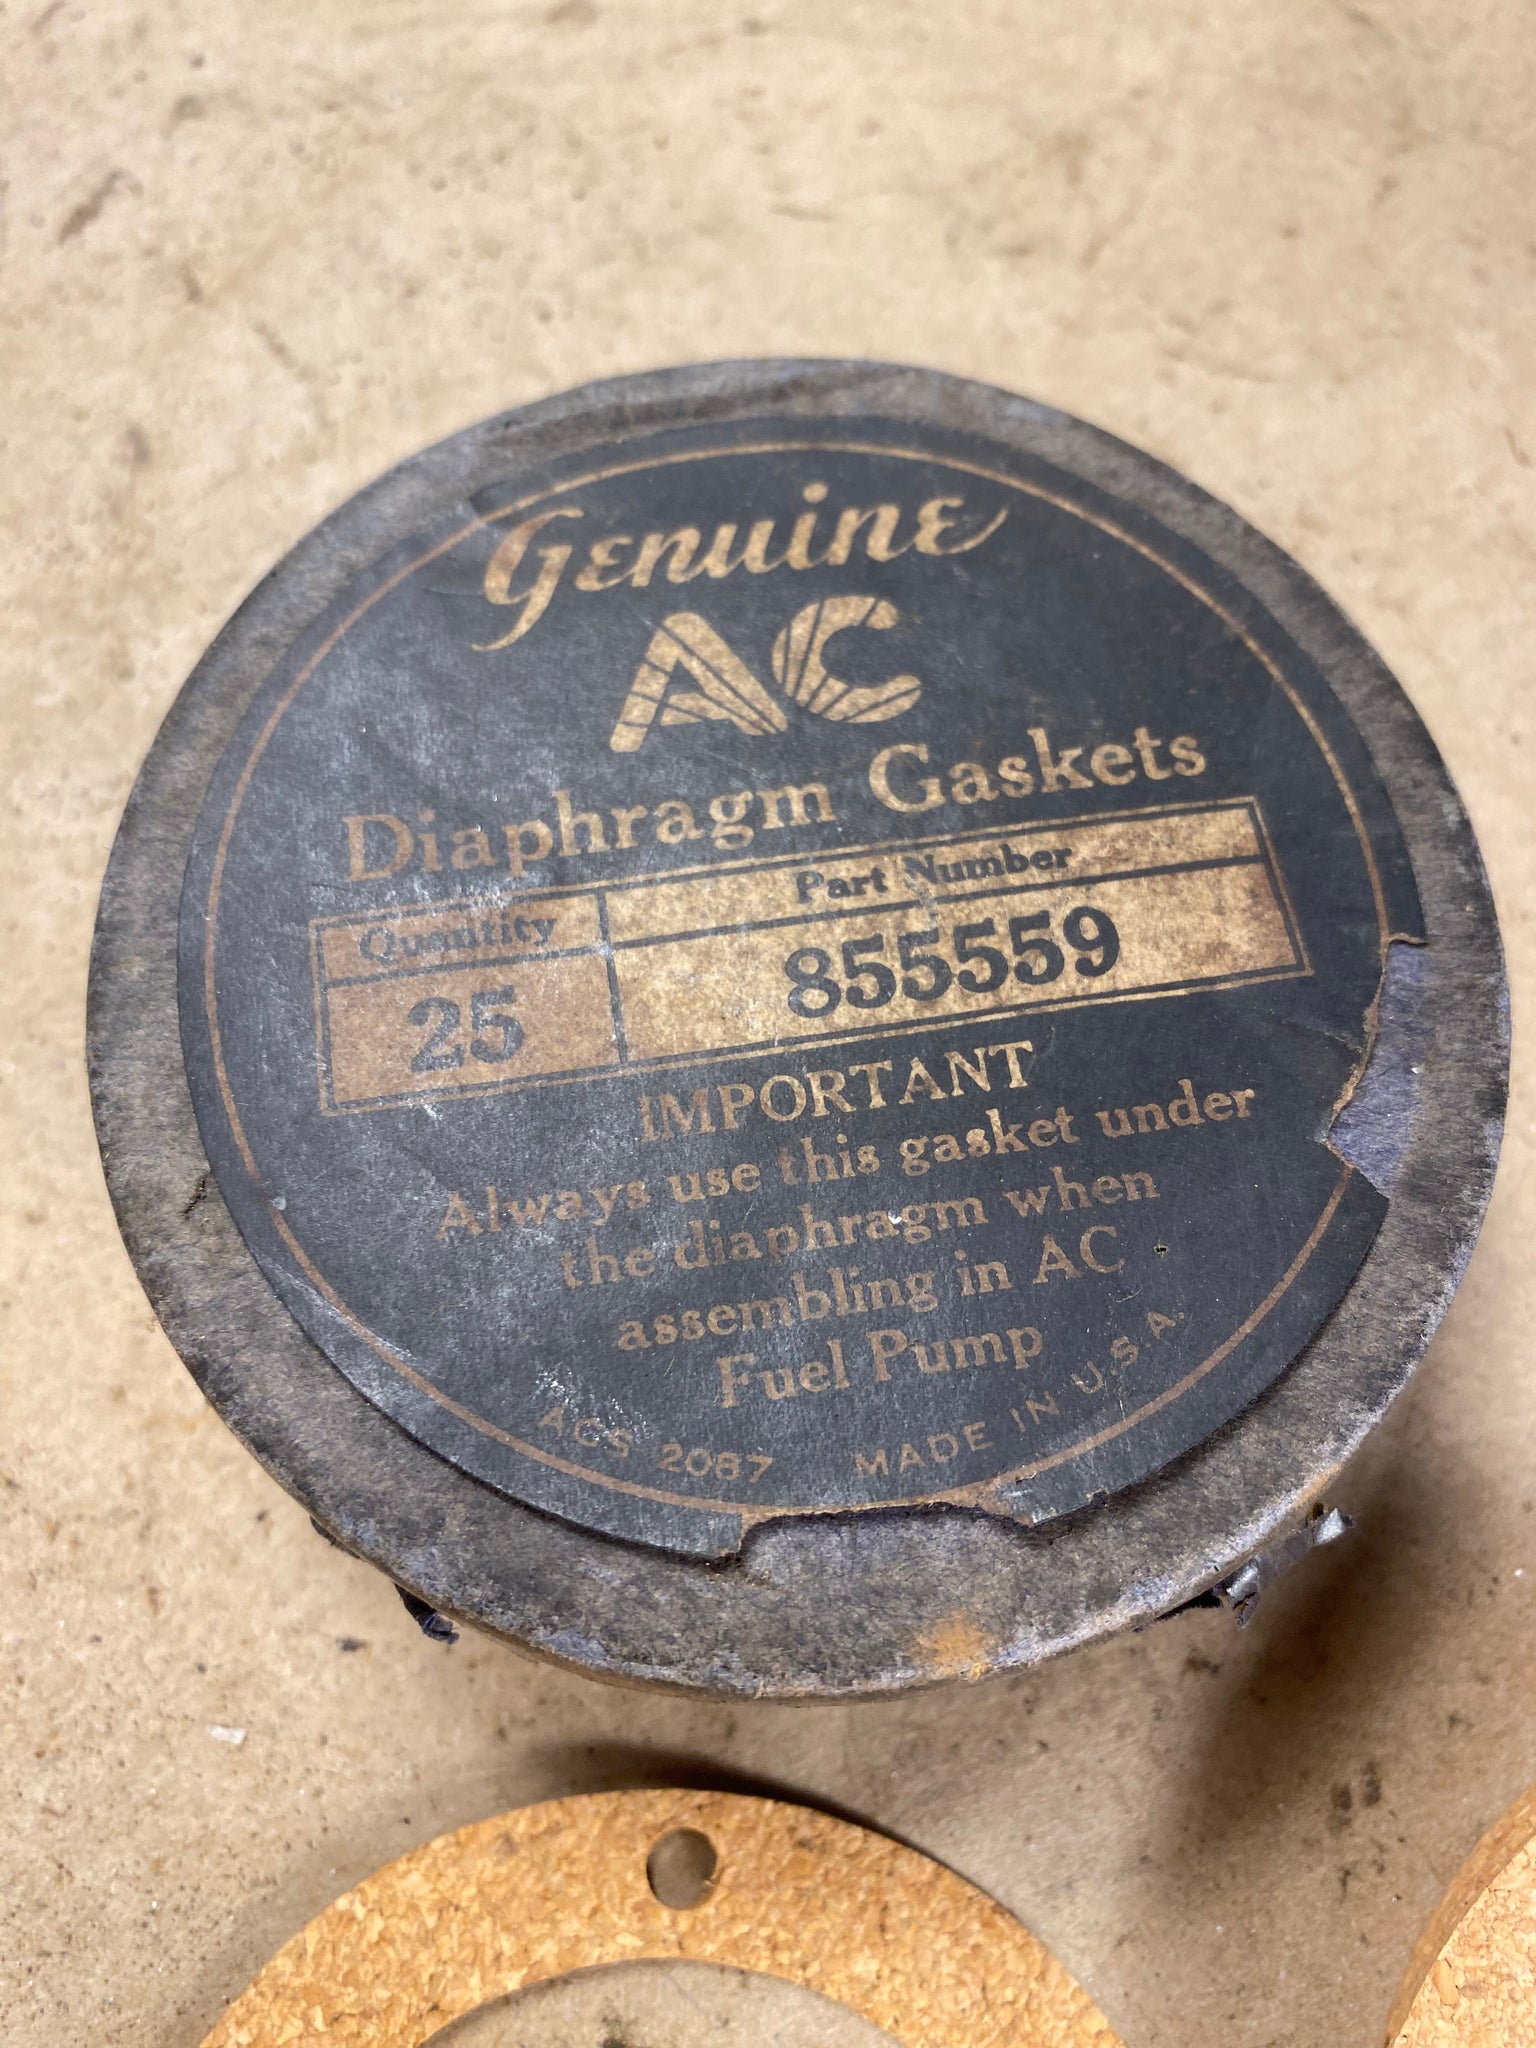 Genuine
AC
Diaphragm Gaskets
Quantity Part Number
25 855559
IMPORTANT
Always use this gasket under
the diaphragm when
assembling in AC
Fuel Pump
ACS 2087 MADE IN U.S.A.